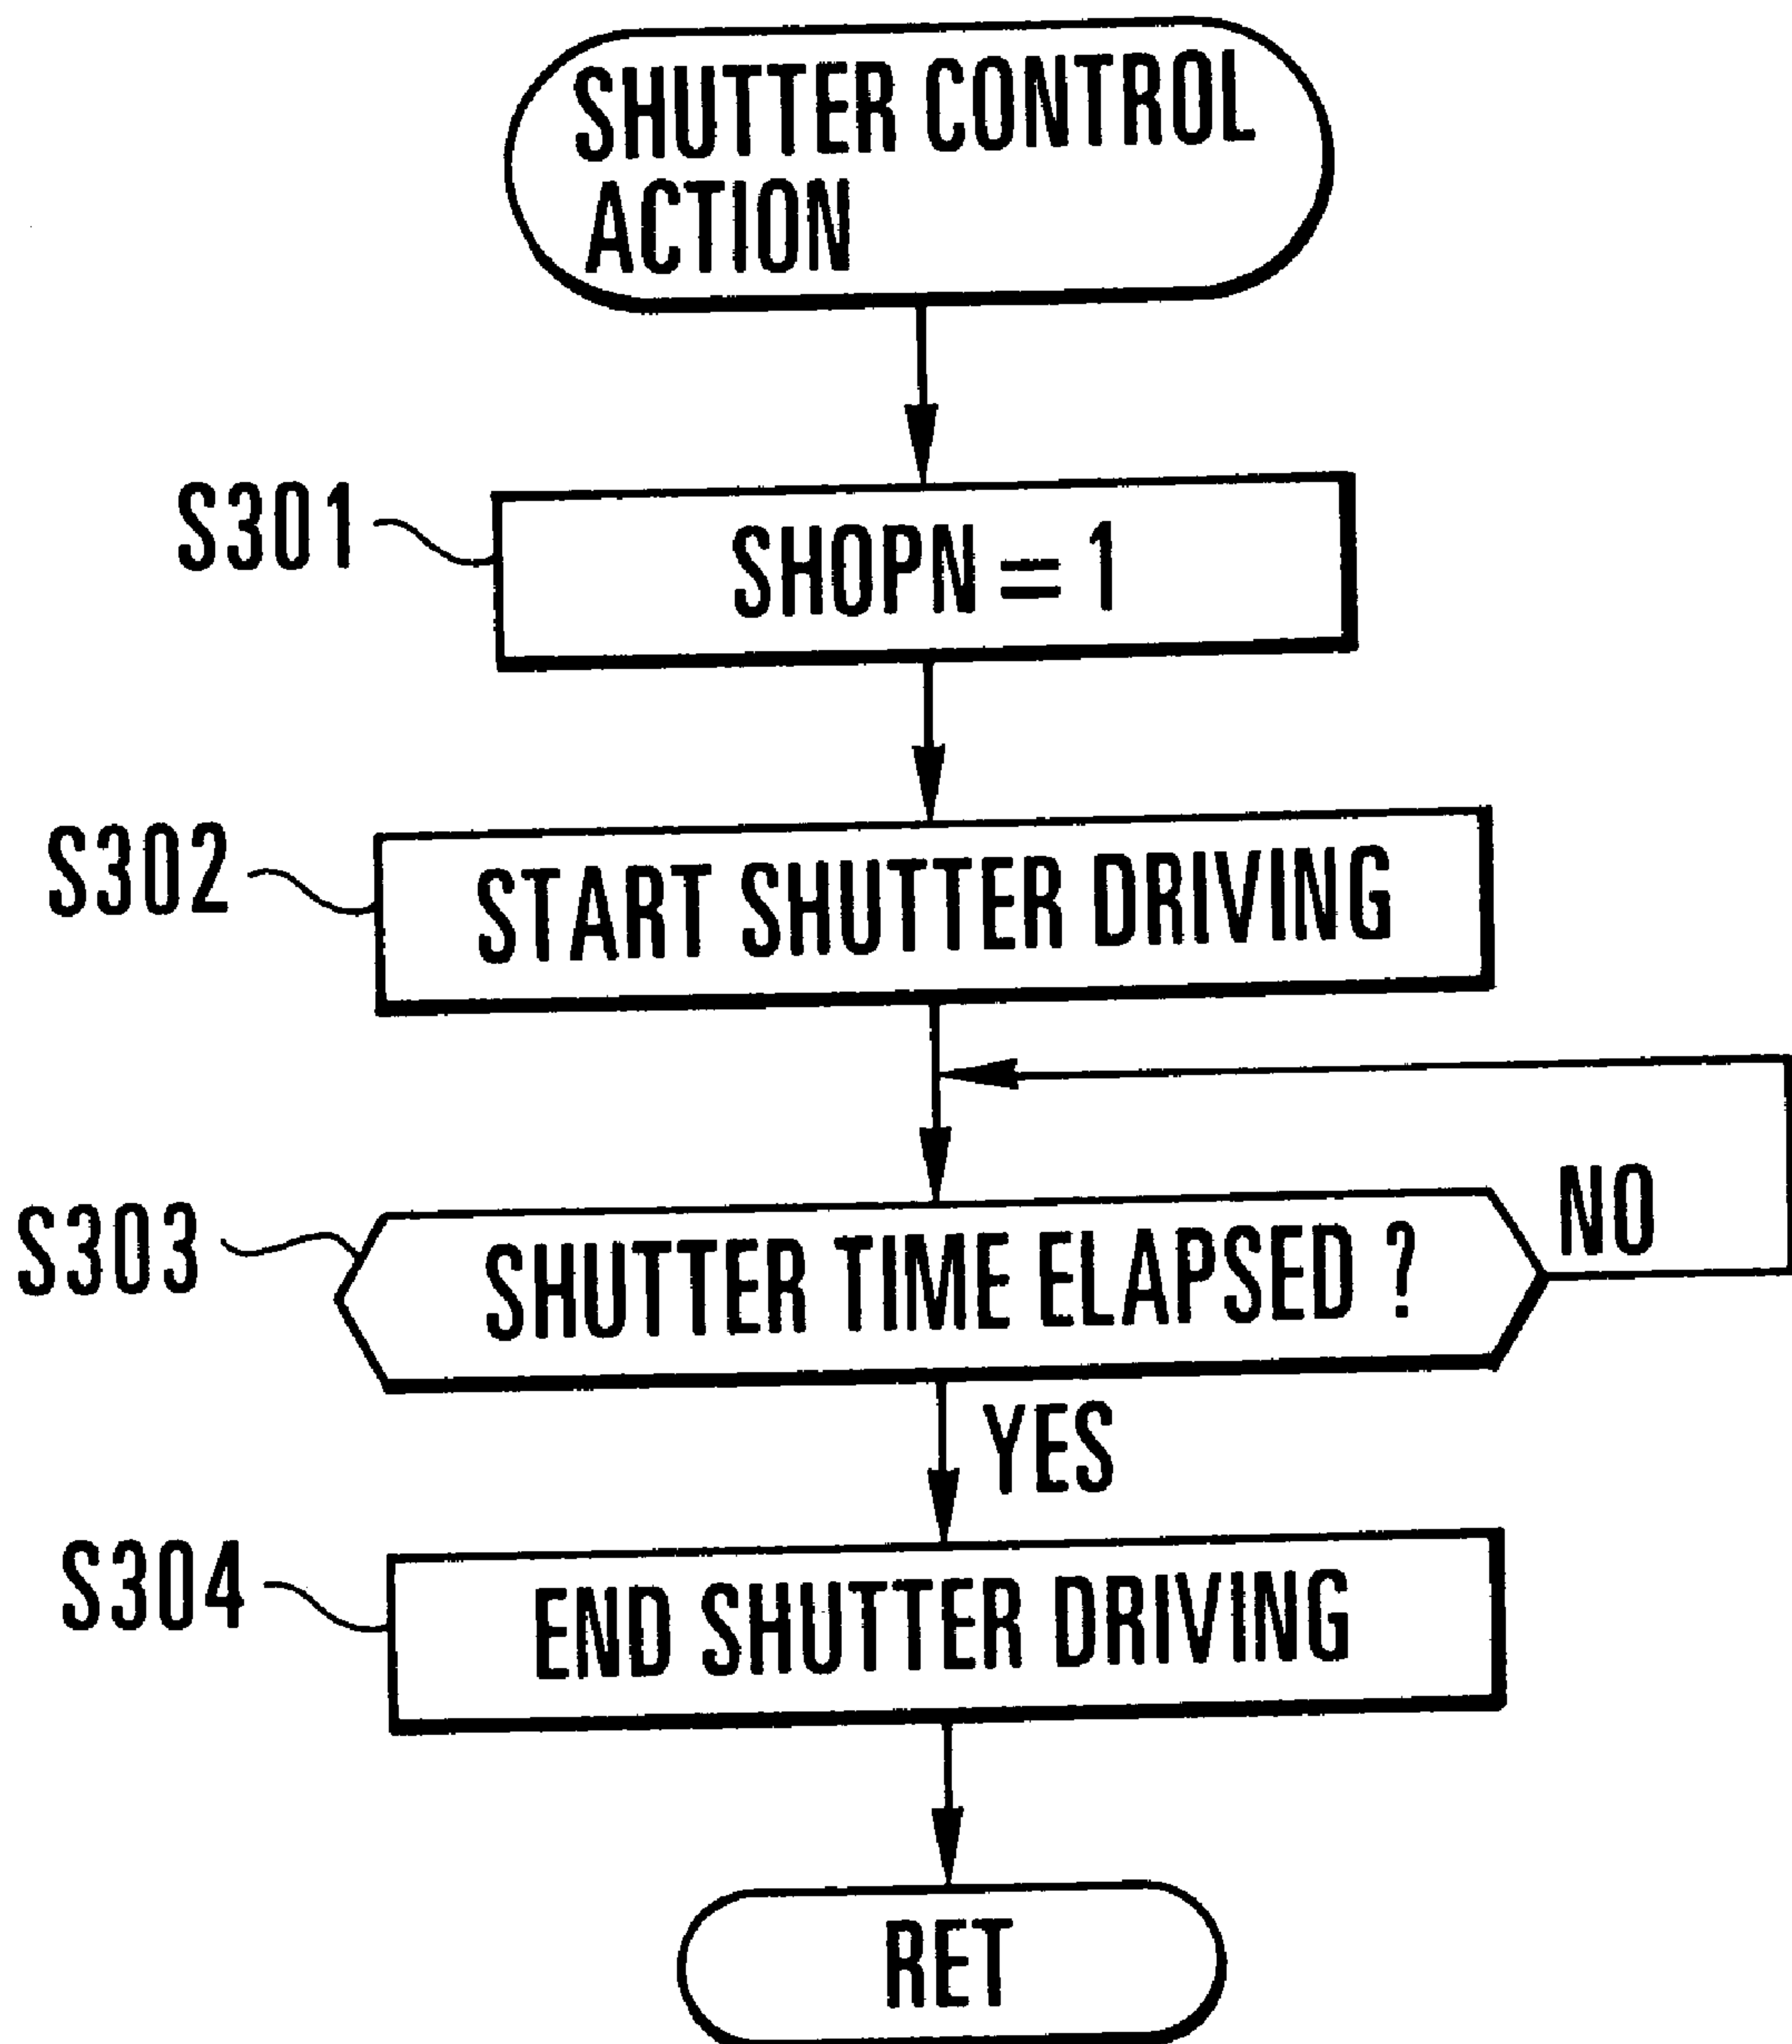 SHUTTER CONTROL
ACTION
S301
SHOPN = 1
S302
START SHUTTER DRIVING
S303
SHUTTER TIME ELAPSED ?
NO
YES
S304
END SHUTTER DRIVING
RET